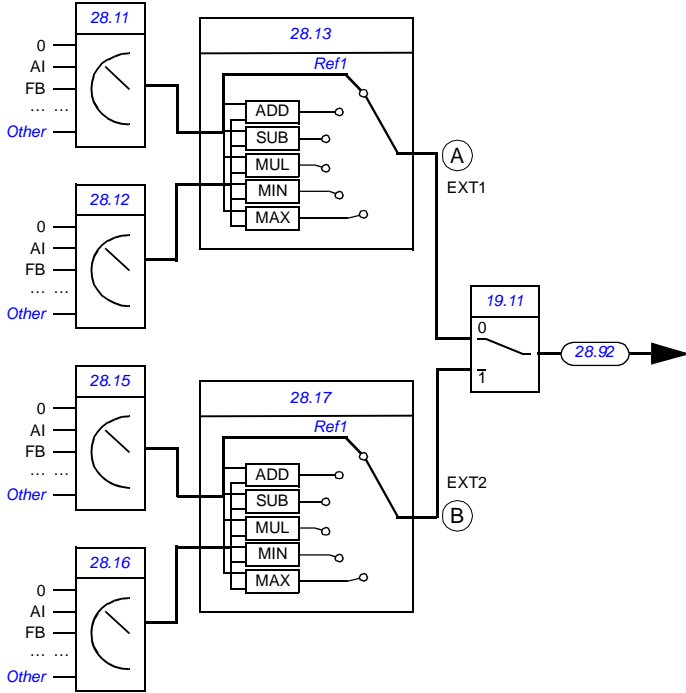 28.11
0
AI
FB
... ...
Other
28.12
0
AI
FB
... ...
Other
28.13
Ref1
ADD
SUB
MUL
MIN
MAX
A
EXT1
19.11
0
1
28.92
28.15
0
AI
FB
... ...
Other
28.16
0
AI
FB
... ...
Other
28.17
Ref1
ADD
SUB
MUL
MIN
MAX
EXT2
B